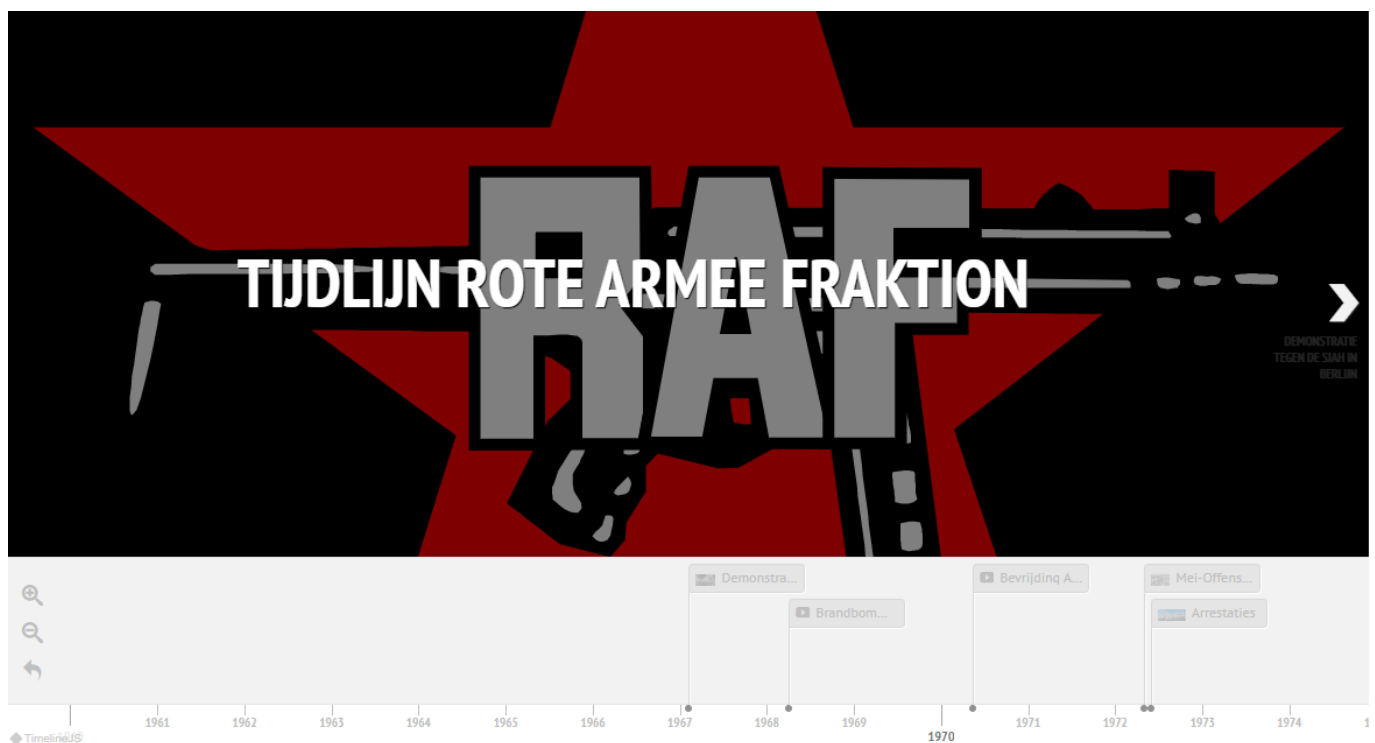 RAF
TIJDLIJN ROTE ARMEE FRAKTION
DEMONSTRATIE
TEGEN DE SJAH IN
BERLIJN
Demonstra...
Bevrijding A...
Mei-Offens...
Brandbom...
Arrestaties
1961 1962 1963 1964 1965 1966 1967 1968 1969 1970 1971 1972 1973 1974
TimelineJS